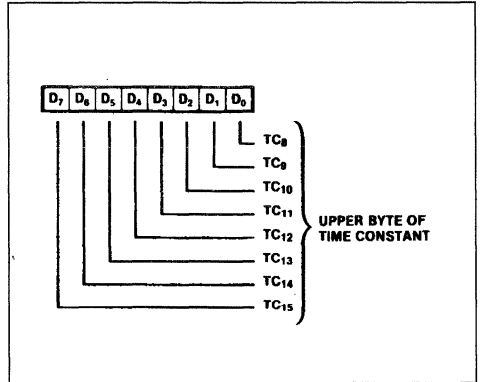 D7 D6 D5 D4 D3 D2 D1 D0
TC8
TC9
TC10
TC11
TC12
TC13
TC14
TC15
UPPER BYTE OF
TIME CONSTANT